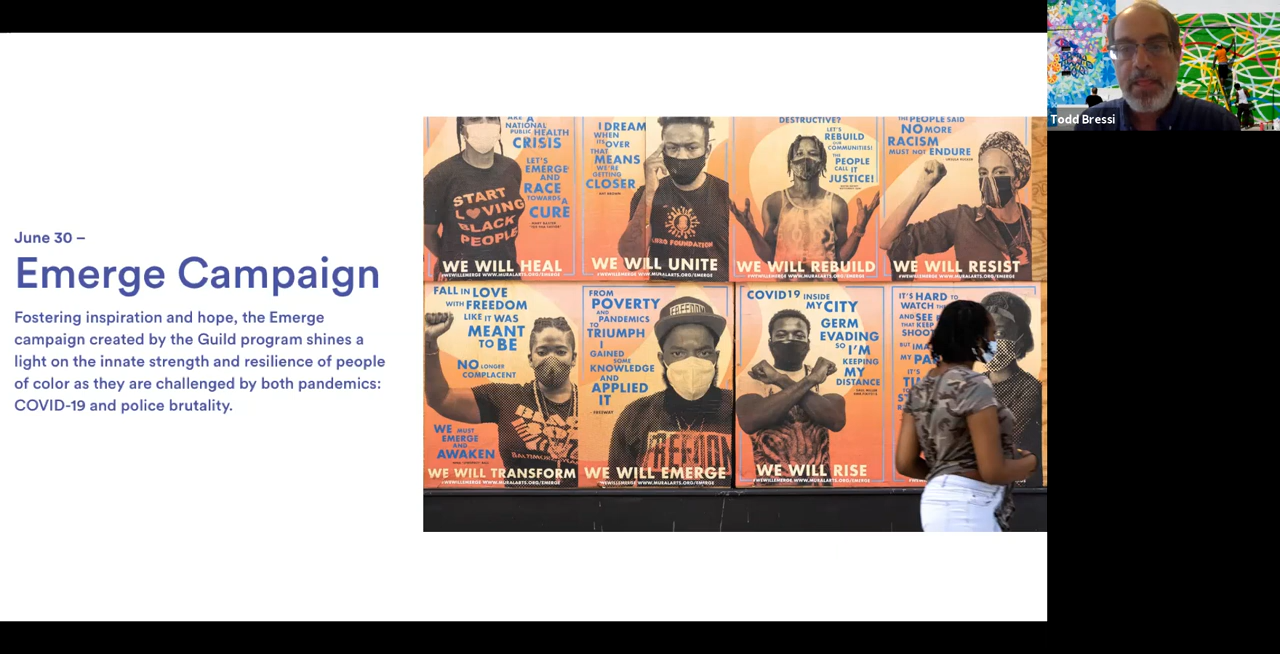 June 30 –
Emerge Campaign
Fostering inspiration and hope, the Emerge
campaign created by the Guild program shines a
light on the innate strength and resilience of people
of color as they are challenged by both pandemics:
COVID-19 and police brutality.
ARE A
NATIONAL
PUBLIC HEALTH
CRISIS
LET'S
EMERGE
AND
RACE
TOWARDS A
CURE
START
LOVING
BLACK
PEOPLE
WE WILL HEAL
#WEWILLEMERGE WWW.MURALARTS.ORG/EMERGE
I DREAM
WHEN
IT'S OVER
THAT
MEANS
WE'RE
GETTING
CLOSER
FOUNDATION
WE WILL UNITE
#WEWILLEMERGE WWW.MURALARTS.ORG/EMERGE
DESTRUCTIVE?
LET'S
REBUILD
OUR
COMMUNITIES!
THE
PEOPLE
CALL IT
JUSTICE!
WE WILL REBUILD
#WEWILLEMERGE WWW.MURALARTS.ORG/EMERGE
THE PEOPLE SAID
NO MORE
RACISM
MUST NOT ENDURE
WE WILL RESIST
#WEWILLEMERGE WWW.MURALARTS.ORG/EMERGE
FALL IN LOVE
WITH FREEDOM
LIKE IT WAS
MEANT
TO BE
NO LONGER
COMPLACENT
WE MUST
EMERGE
AND
AWAKEN
WE WILL TRANSFORM
#WEWILLEMERGE WWW.MURALARTS.ORG/EMERGE
FROM
POVERTY
AND
PANDEMICS
TO
TRIUMPH
I
GAINED
SOME
KNOWLEDGE
AND
APPLIED
IT
– FREEWAY
FREEDOM
FREEDOM
WE WILL EMERGE
#WEWILLEMERGE WWW.MURALARTS.ORG/EMERGE
COVID19 INSIDE
MY CITY
GERM
EVADING
SO I'M
KEEPING
MY
DISTANCE
WE WILL RISE
#WEWILLEMERGE WWW.MURALARTS.ORG/EMERGE
IT'S HARD TO
WATCH
AND SEE
THAT KEEP
SHOO
BUT
MY
IT'S
Todd Bressi